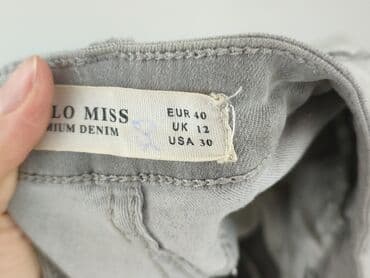 LO MISS
MIUM DENIM
EUR 40
UK 12
USA 30